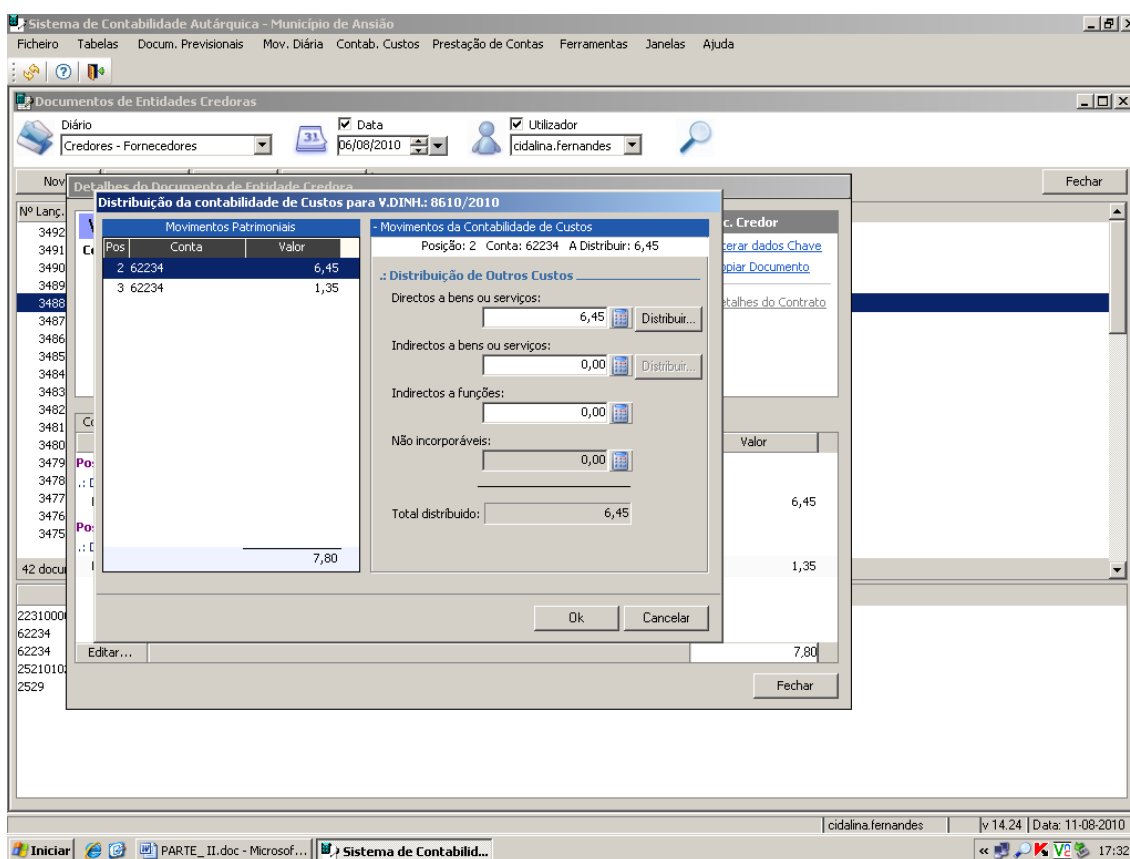 Sistema de Contabilidade Autárquica - Município de Ansião
Ficheiro Tabelas Docum. Previsionais Mov. Diária Contab. Custos Prestação de Contas Ferramentas Janelas Ajuda
Documentos de Entidades Credoras
Diário
Credores - Fornecedores
31
Data
06/08/2010
Utilizador
cidalina.fernandes
Nov
Fechar
Detalhes do Documento de Entidade Credora
Distribuição da contabilidade de Custos para V.DINH.: 8610/2010
Nº Lanç.
3492
3491
3490
3489
3488
3487
3486
3485
3484
3483
3482
3481
3480
3479
3478
3477
3476
3475
42 docu
Movimentos Patrimoniais
Pos Conta Valor
2 62234 6,45
3 62234 1,35
7,80
- Movimentos da Contabilidade de Custos
Posição: 2 Conta: 62234 A Distribuir: 6,45
.: Distribuição de Outros Custos
Directos a bens ou serviços:
6,45 Distribuir...
Indirectos a bens ou serviços:
0,00 Distribuir...
Indirectos a funções:
0,00
Não incorporáveis:
0,00
Total distríbuido: 6,45
Ok Cancelar
c. Credor
terar dados Chave
opiar Documento
etalhes do Contrato
Valor
Po:
6,45
Po:
1,35
Editar... 7,80
Fechar
2231000
62234
62234
2521010
2529
cidalina.fernandes v 14.24 Data: 11-08-2010
Iniciar PARTE_II.doc - Microsof... Sistema de Contabilid... 17:32